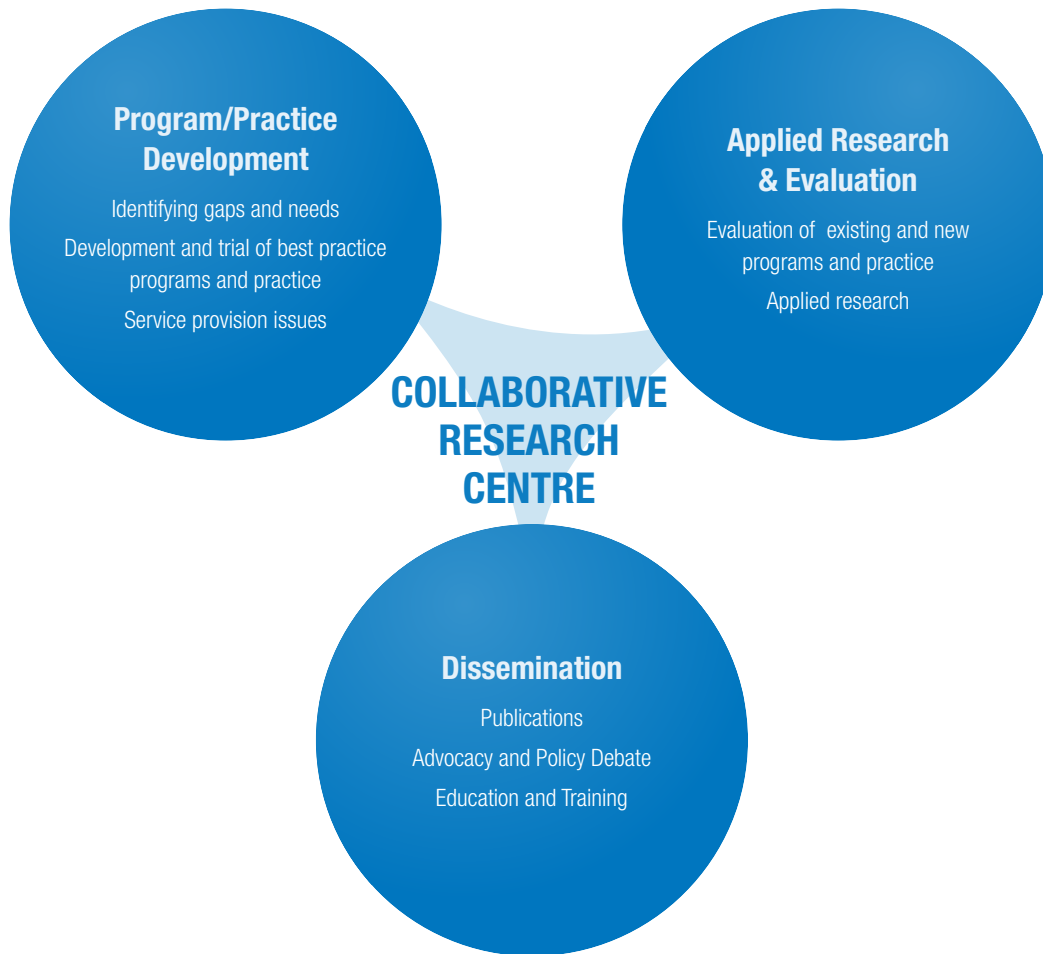 Program/Practice
Development
Identifying gaps and needs
Development and trial of best practice
programs and practice
Service provision issues
Applied Research
& Evaluation
Evaluation of existing and new
programs and practice
Applied research
COLLABORATIVE
RESEARCH
CENTRE
Dissemination
Publications
Advocacy and Policy Debate
Education and Training